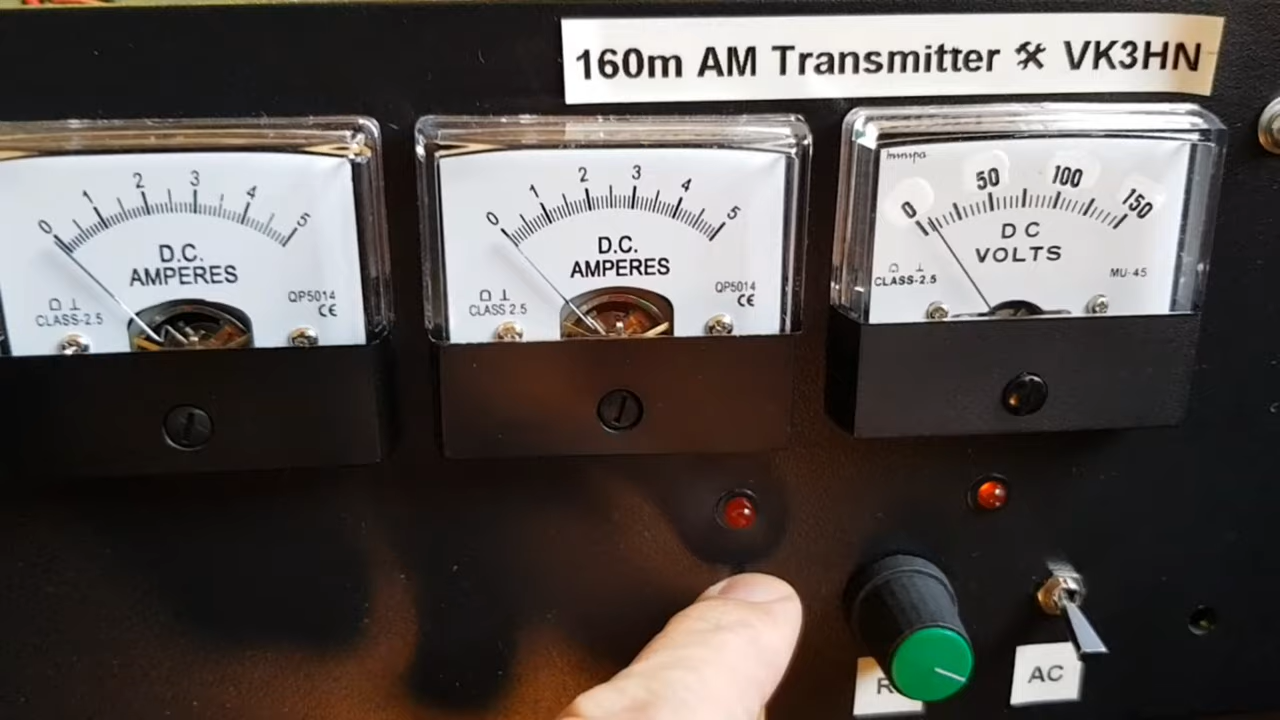 160m AM Transmitter 🛠 VK3HN
0 1 2 3 4 5
D.C.
AMPERES
CLASS-2.5
QP5014
CE
0 1 2 3 4 5
D.C.
AMPERES
CLASS 2.5
QP5014
CE
0 50 100 150
DC
VOLTS
CLASS-2.5
MU-45
AC